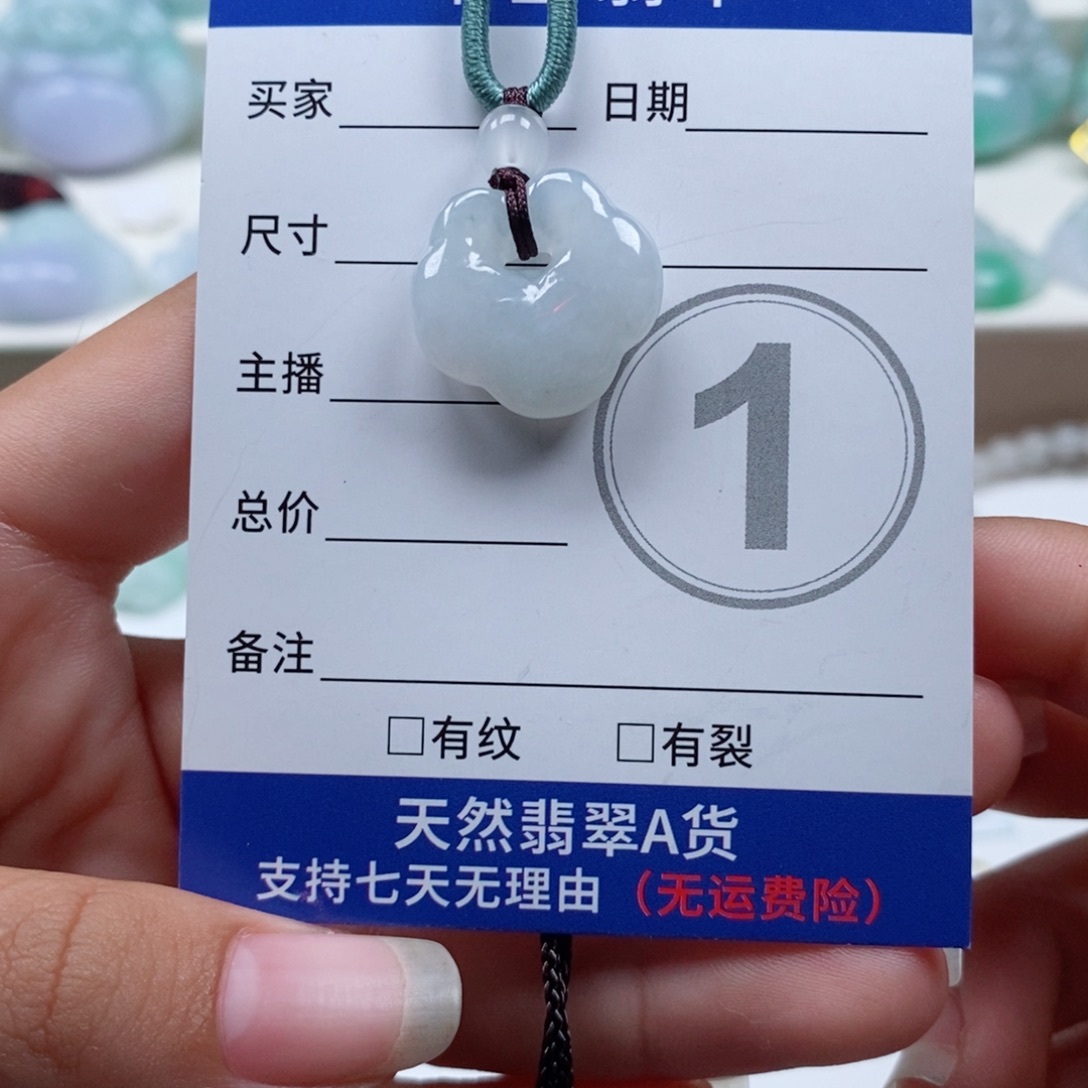 买家 日期
尺寸
主播
1
总价
备注
□有纹 □有裂
天然翡翠A货
支持七天无理由（无运费险）